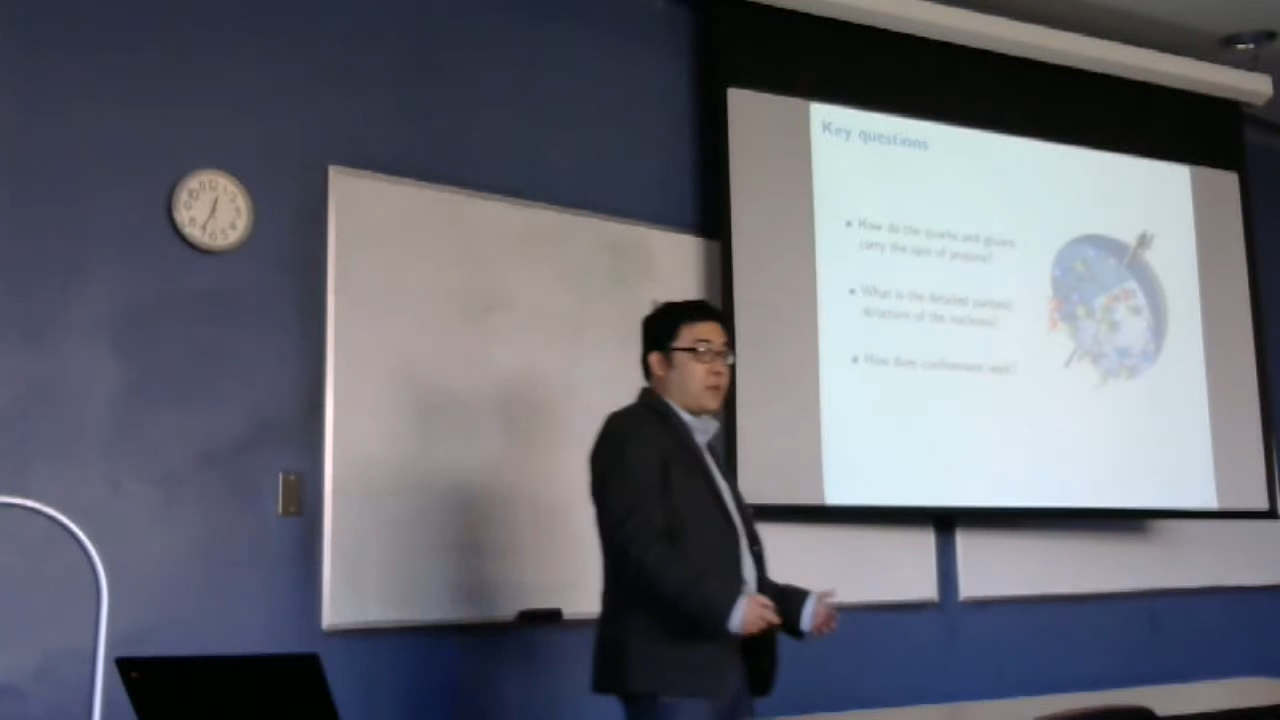 Key questions
• How do the quarks and gluons
carry the spin of protons?
• What is the detailed partonic
structure of the nucleons?
• How does confinement work?